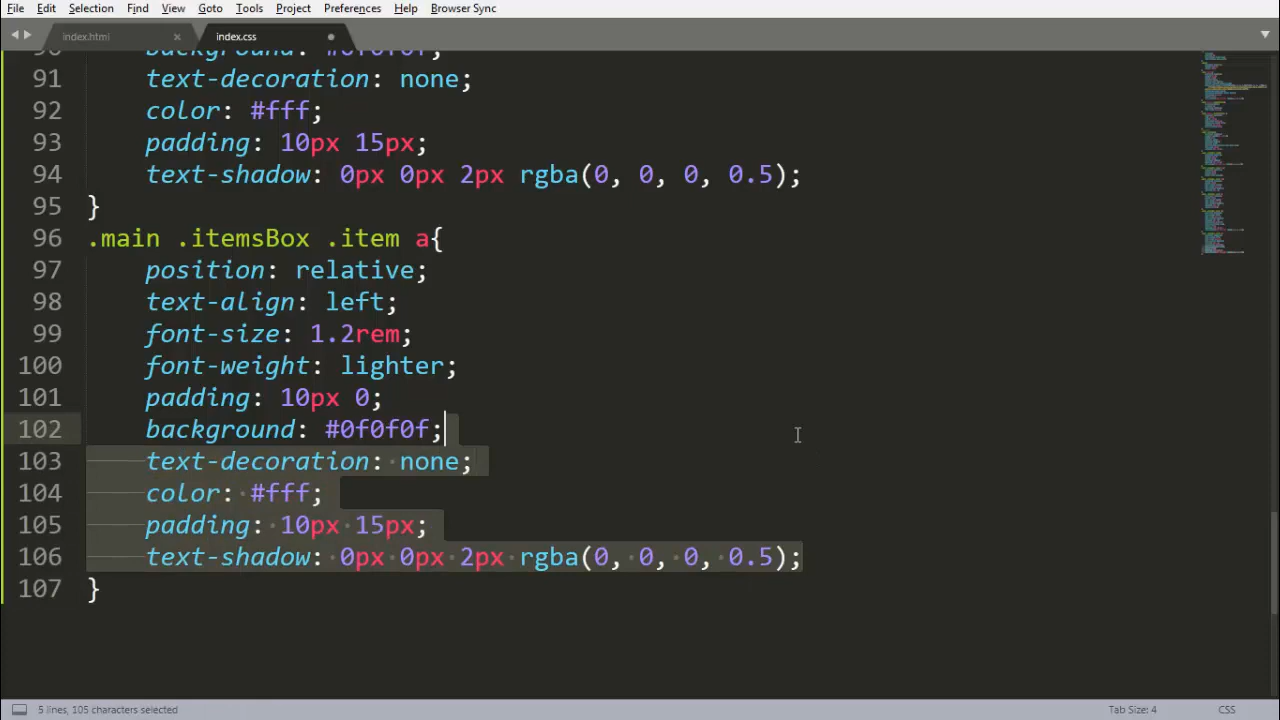 File Edit Selection Find View Goto Tools Project Preferences Help Browser Sync
index.html × index.css
90 background: #0f0f0f;
91 text-decoration: none;
92 color: #fff;
93 padding: 10px 15px;
94 text-shadow: 0px 0px 2px rgba(0, 0, 0, 0.5);
95 }
96 .main .itemsBox .item a{
97 position: relative;
98 text-align: left;
99 font-size: 1.2rem;
100 font-weight: lighter;
101 padding: 10px 0;
102 background: #0f0f0f;
103 text-decoration: none;
104 color: #fff;
105 padding: 10px 15px;
106 text-shadow: 0px 0px 2px rgba(0, 0, 0, 0.5);
107 }
5 lines, 105 characters selected Tab Size: 4 CSS